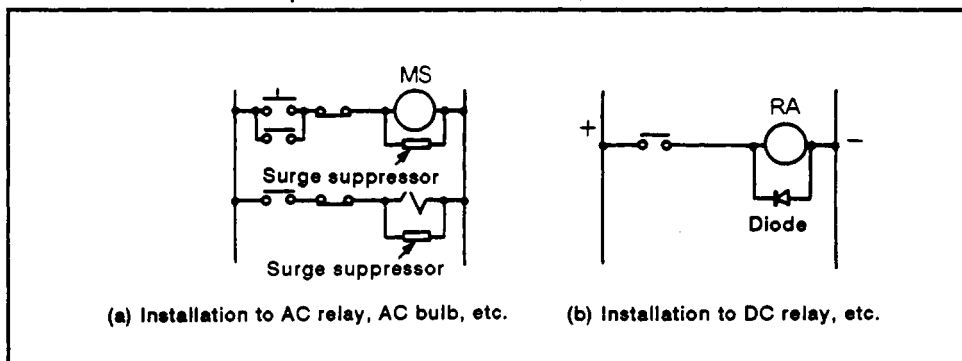 MS
Surge suppressor
Surge suppressor
(a) Installation to AC relay, AC bulb, etc.
RA
+
−
Diode
(b) Installation to DC relay, etc.